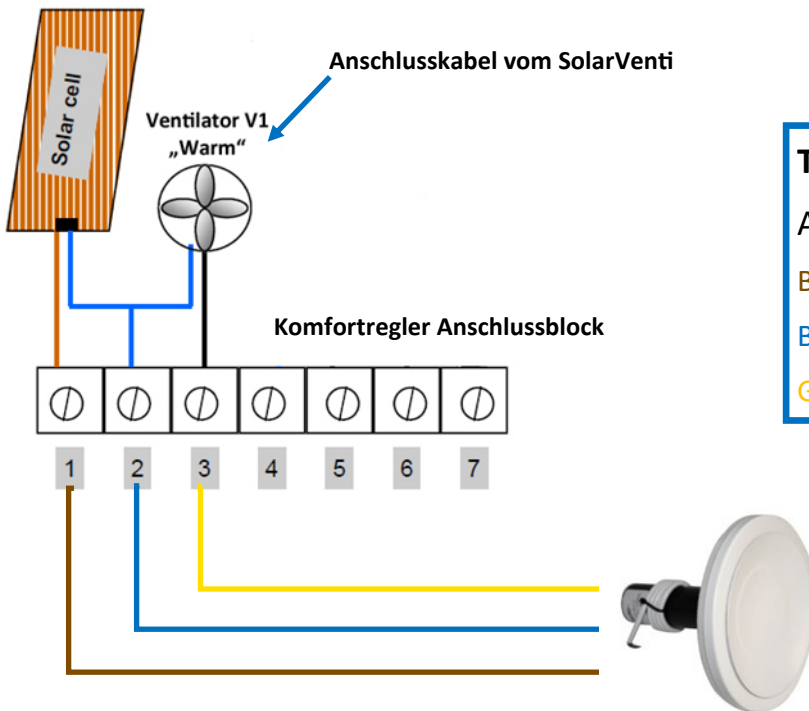 Anschlusskabel vom SolarVenti
Solar cell
Ventilator V1
„Warm“
Komfortregler Anschlussblock
1 2 3 4 5 6 7